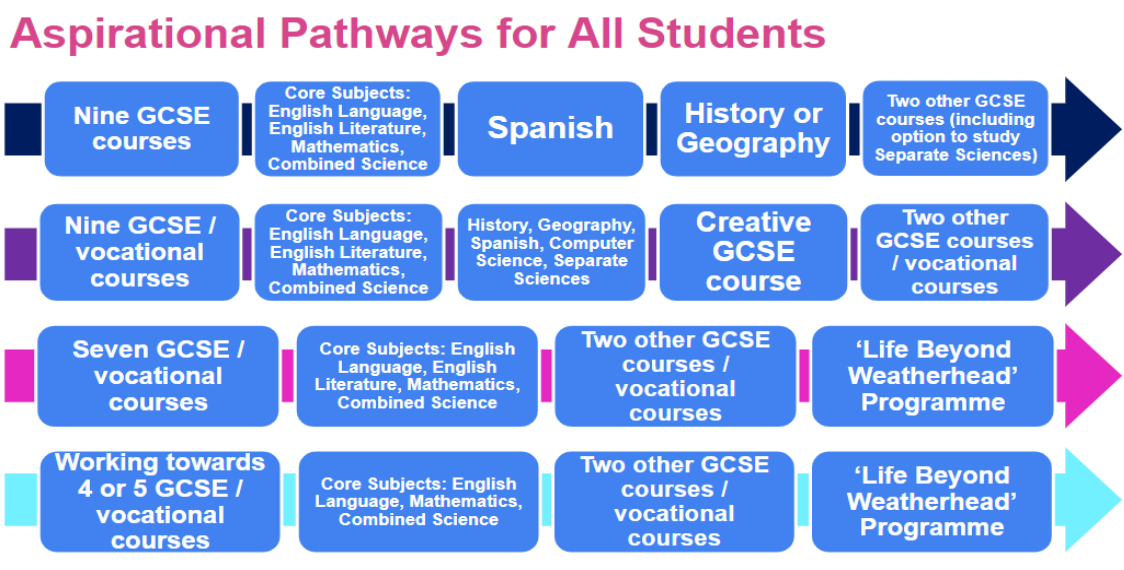 Aspirational Pathways for All Students
Nine GCSE
courses
Core Subjects:
English Language,
English Literature,
Mathematics,
Combined Science
Spanish
History or
Geography
Two other GCSE
courses (including
option to study
Separate Sciences)
Nine GCSE /
vocational
courses
Core Subjects:
English Language,
English Literature,
Mathematics,
Combined Science
History, Geography,
Spanish, Computer
Science, Separate
Sciences
Creative
GCSE
course
Two other
GCSE courses
/ vocational
courses
Seven GCSE /
vocational
courses
Core Subjects: English
Language, English
Literature, Mathematics,
Combined Science
Two other GCSE
courses /
vocational
courses
‘Life Beyond
Weatherhead’
Programme
Working towards
4 or 5 GCSE /
vocational
courses
Core Subjects: English
Language, Mathematics,
Combined Science
Two other GCSE
courses /
vocational
courses
‘Life Beyond
Weatherhead’
Programme